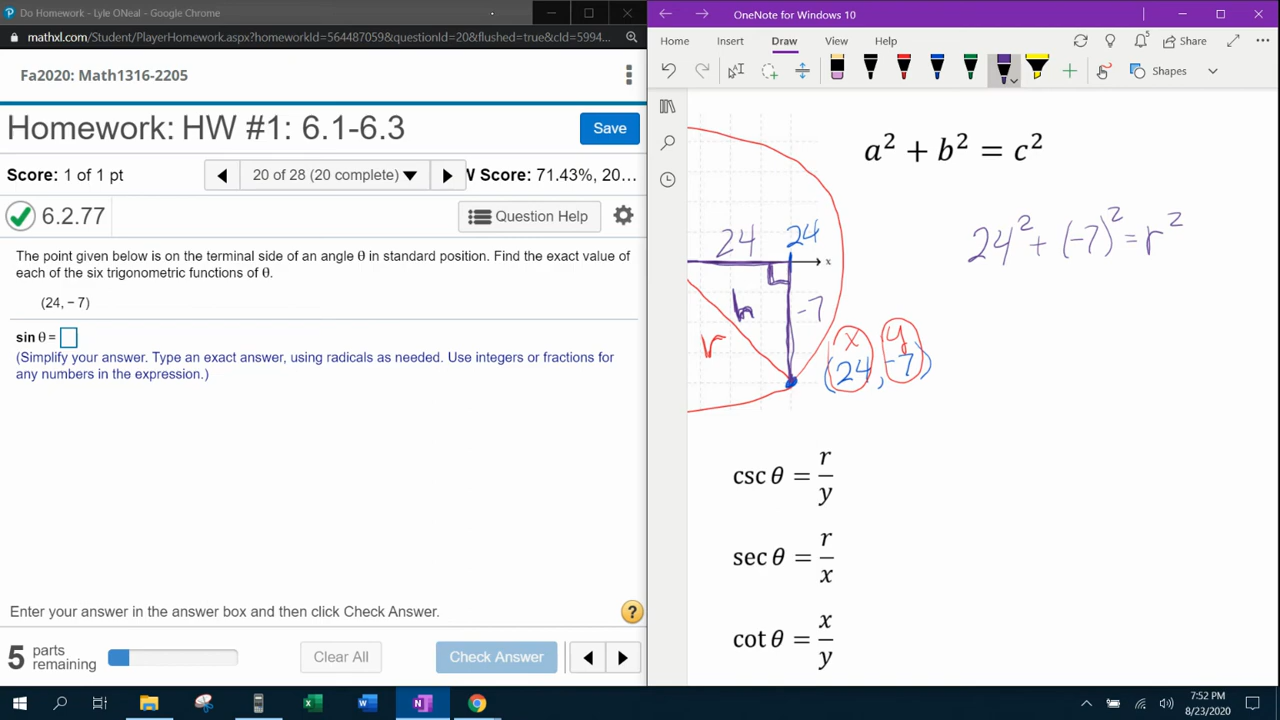 Do Homework - Lyle ONeal - Google Chrome
mathxl.com/Student/PlayerHomework.aspx?homeworkId=5644870598&questionId=20&flushed=true&cId=5994...
Fa2020: Math1316-2205
Homework: HW #1: 6.1-6.3
Save
Score: 1 of 1 pt
20 of 28 (20 complete)
W Score: 71.43%, 20...
6.2.77
Question Help
The point given below is on the terminal side of an angle θ in standard position. Find the exact value of
each of the six trigonometric functions of θ.
(24, − 7)
sin θ =
(Simplify your answer. Type an exact answer, using radicals as needed. Use integers or fractions for
any numbers in the expression.)
Enter your answer in the answer box and then click Check Answer.
?
5 parts
remaining
Clear All
Check Answer
OneNote for Windows 10
Home Insert Draw View Help
Share
Shapes
a² + b² = c²
24² + (-7)² = r²
24
24
x
h
-7
r
x y
(24, -7)
csc θ = r/y
sec θ = r/x
cot θ = x/y
7:52 PM
8/23/2020